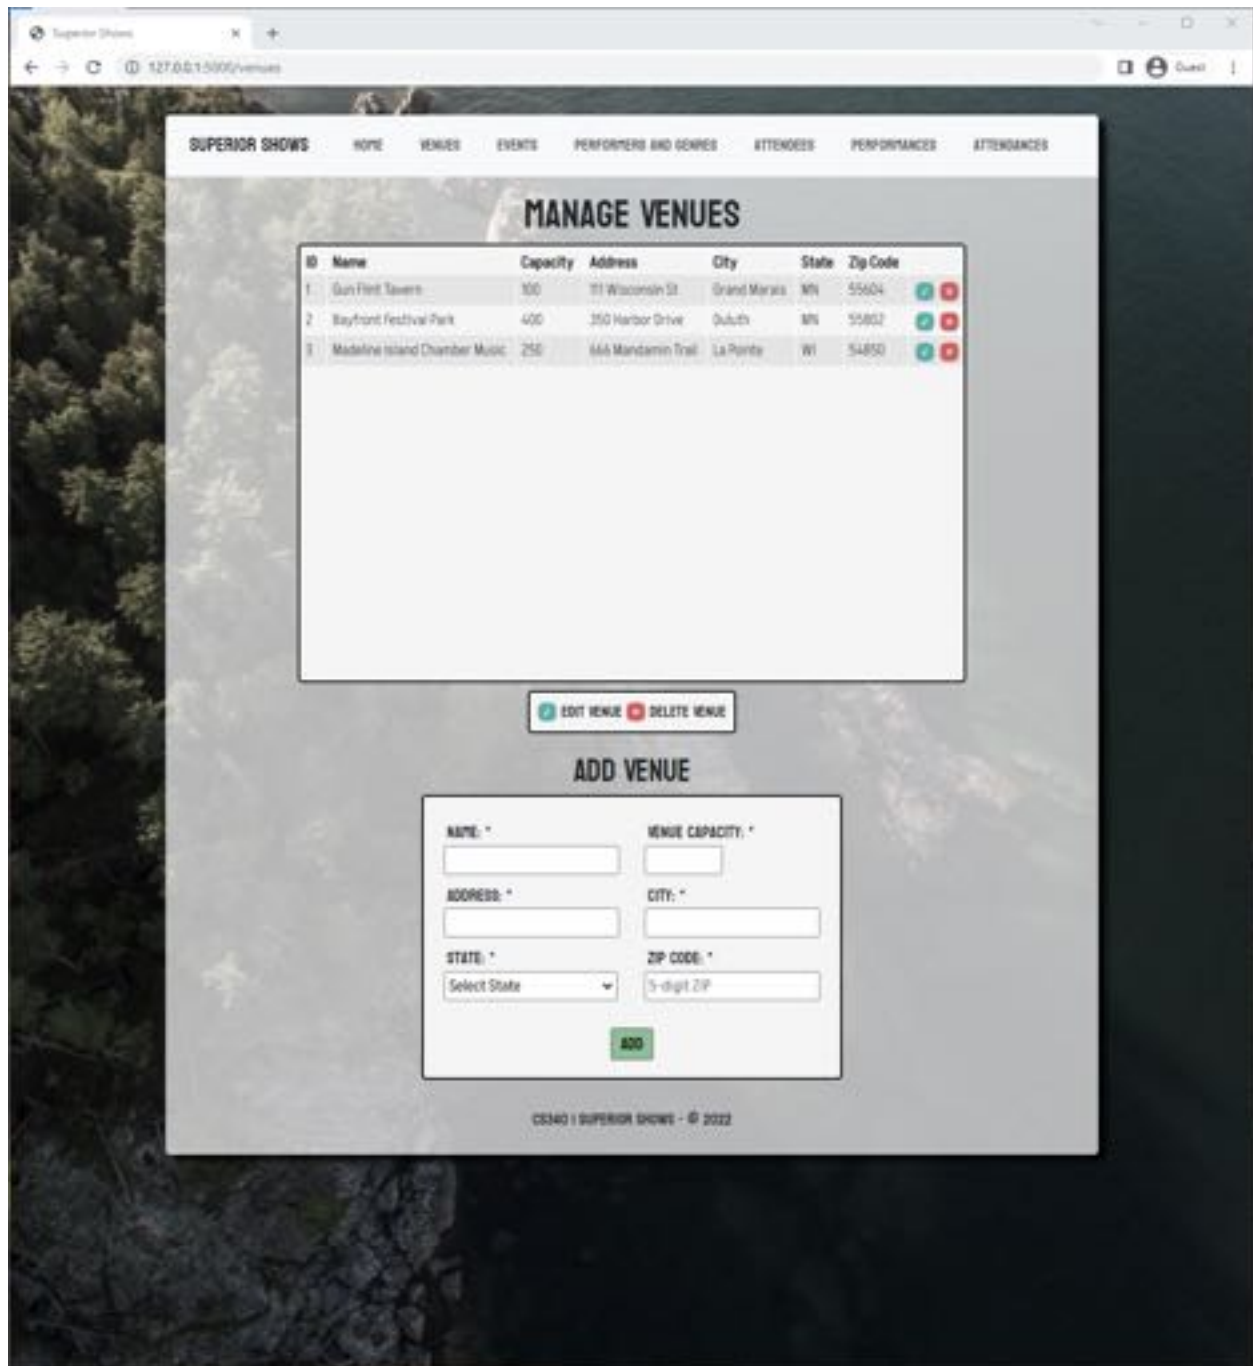 Superior Shows
127.0.0.1:5000/venues Guest
SUPERIOR SHOWS HOME VENUES EVENTS PERFORMERS AND GENRES ATTENDEES PERFORMANCES ATTENDANCES
MANAGE VENUES
ID Name Capacity Address City State Zip Code
1 Gun Flint Tavern 100 111 Wisconsin St. Grand Marais MN 55604
2 Bayfront Festival Park 400 350 Harbor Drive Duluth MN 55802
3 Madeline Island Chamber Music 250 666 Mandamin Trail La Pointe WI 54850
EDIT VENUE DELETE VENUE
ADD VENUE
NAME: * VENUE CAPACITY: *
ADDRESS: * CITY: *
STATE: * ZIP CODE: *
Select State 5-digit ZIP
ADD
CS340 | SUPERIOR SHOWS - © 2022